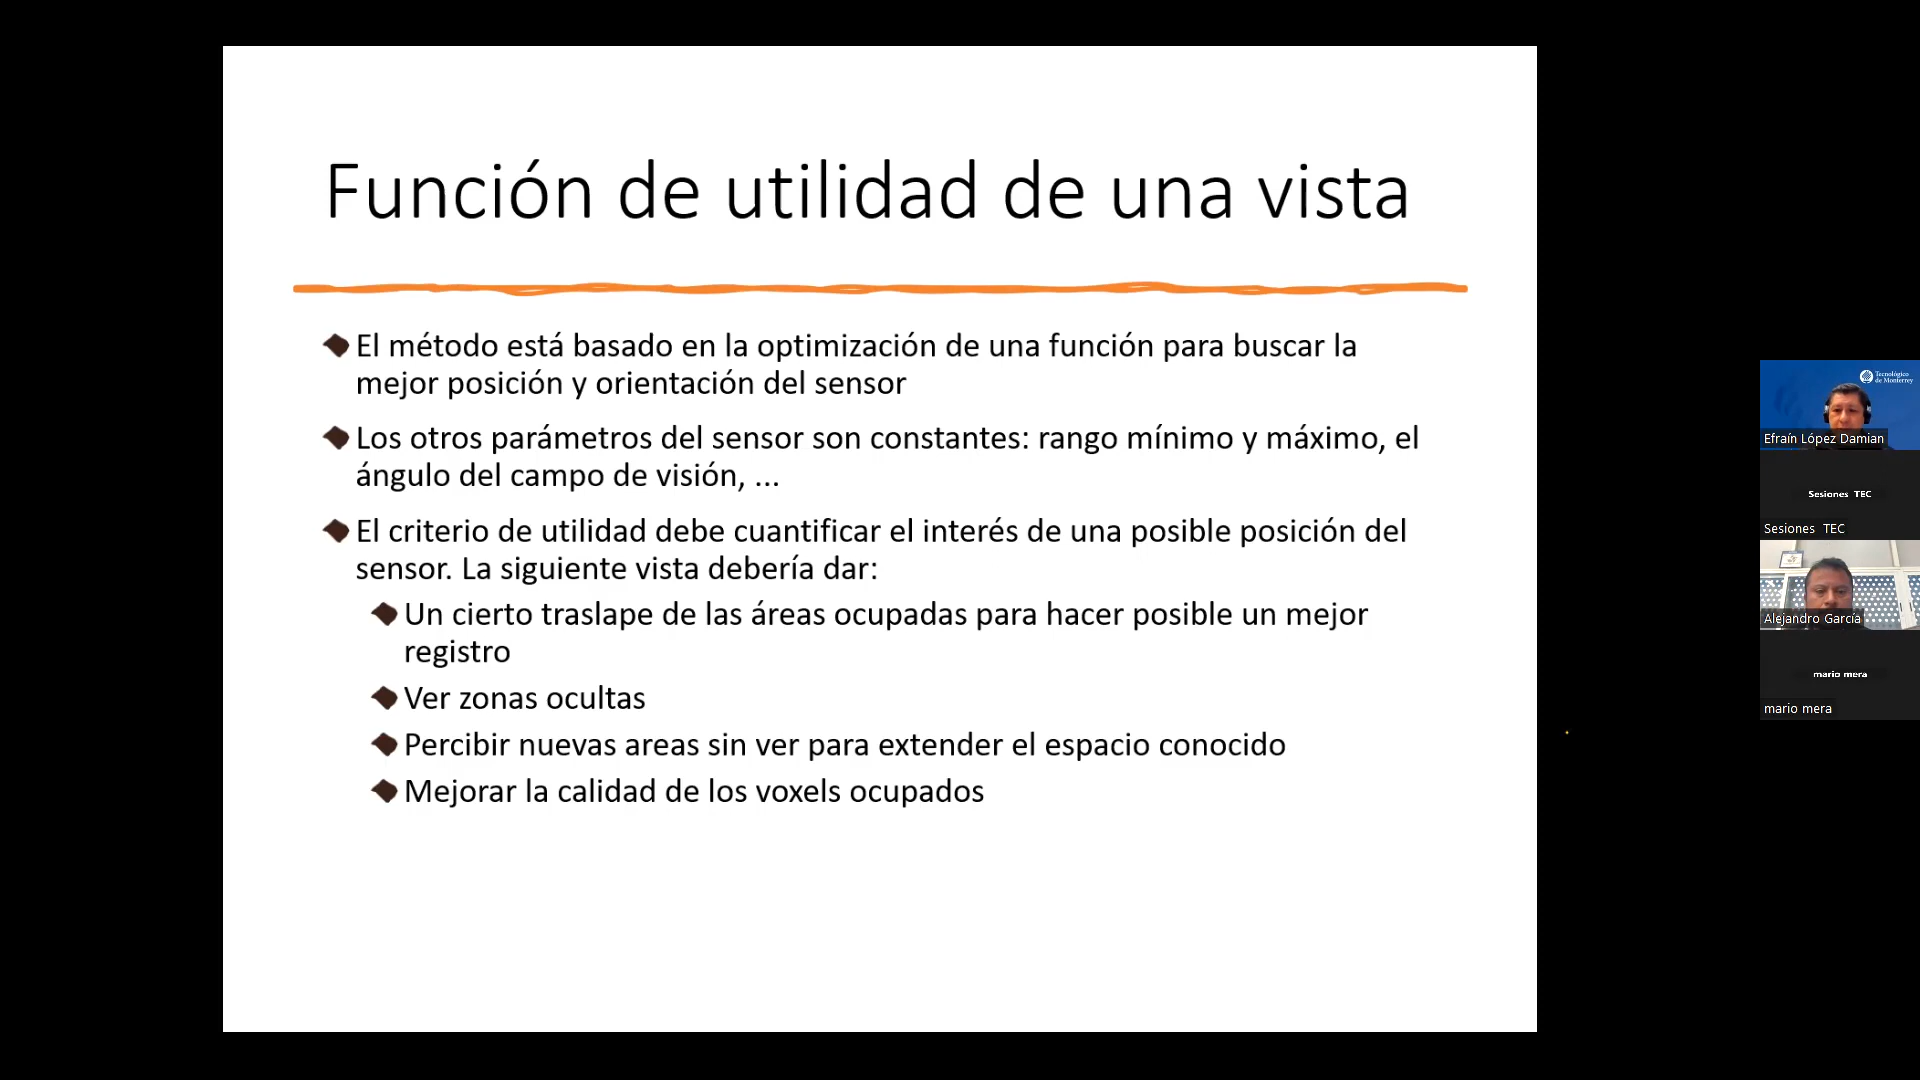 Función de utilidad de una vista
El método está basado en la optimización de una función para buscar la
mejor posición y orientación del sensor
Los otros parámetros del sensor son constantes: rango mínimo y máximo, el
ángulo del campo de visión, ...
El criterio de utilidad debe cuantificar el interés de una posible posición del
sensor. La siguiente vista debería dar:
Un cierto traslape de las áreas ocupadas para hacer posible un mejor
registro
Ver zonas ocultas
Percibir nuevas areas sin ver para extender el espacio conocido
Mejorar la calidad de los voxels ocupados
Tecnológico
de Monterrey
Efraín López Damian
Sesiones TEC
Sesiones TEC
Alejandro García
mario mera
mario mera